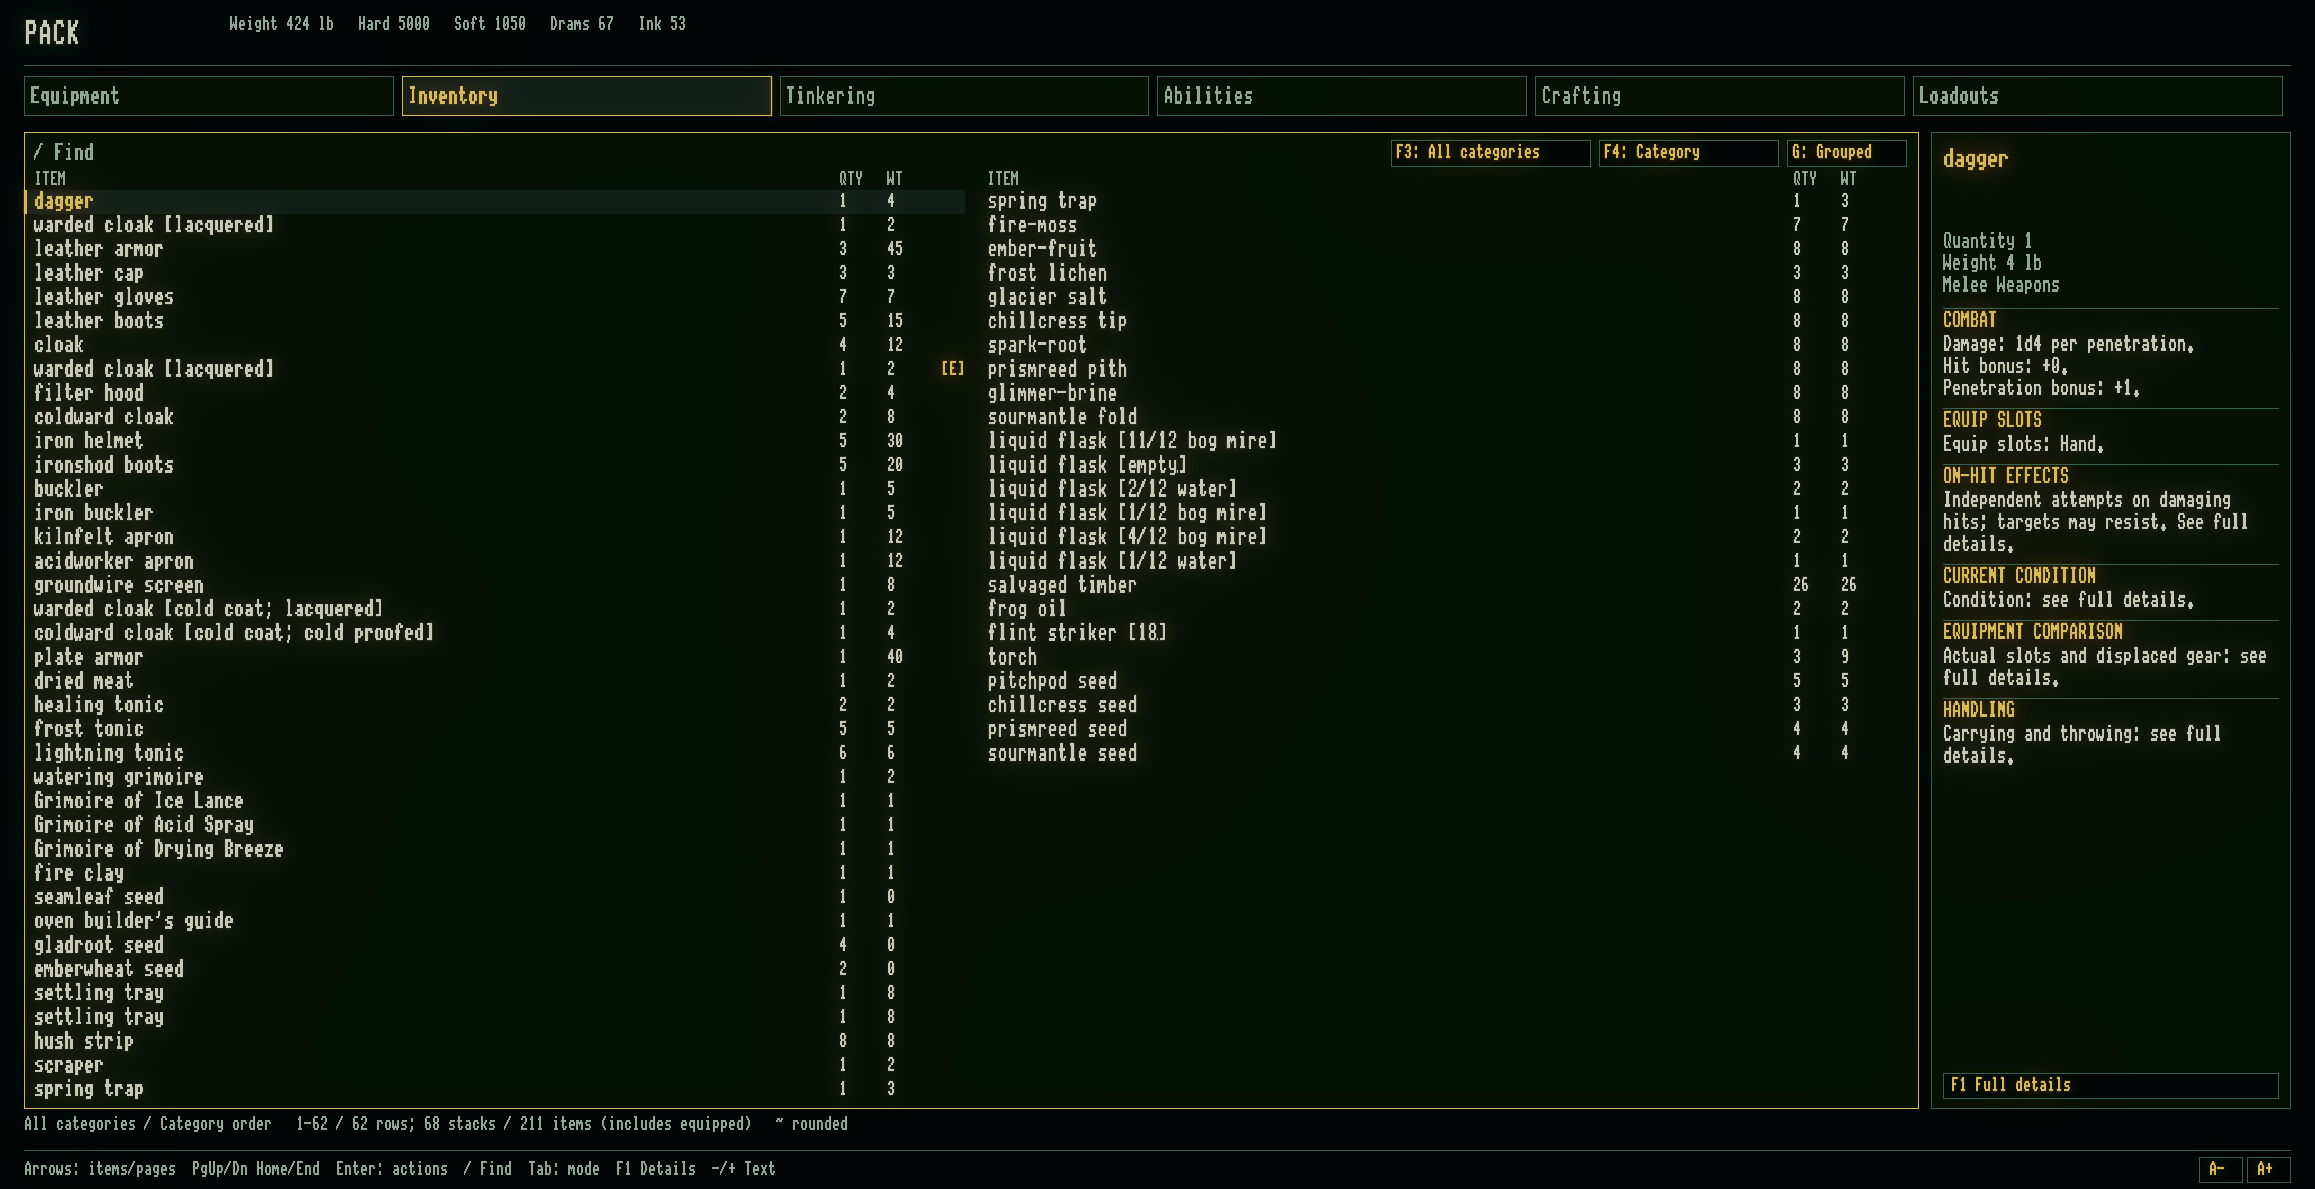 PACK
Weight 424 lb Hard 5000 Soft 1050 Drams 67 Ink 53
Equipment Inventory Tinkering Abilities Crafting Loadouts
/ Find
F3: All categories F4: Category G: Grouped
ITEM QTY WT
dagger 1 4
warded cloak [lacquered] 1 2
leather armor 3 45
leather cap 3 3
leather gloves 7 7
leather boots 5 15
cloak 4 12
warded cloak [lacquered] 1 2 [E]
filter hood 2 4
coldward cloak 2 8
iron helmet 5 30
ironshod boots 5 20
buckler 1 5
iron buckler 1 5
kilnfelt apron 1 12
acidworker apron 1 12
groundwire screen 1 8
warded cloak [cold coat; lacquered] 1 2
coldward cloak [cold coat; cold proofed] 1 4
plate armor 1 40
dried meat 1 2
healing tonic 2 2
frost tonic 5 5
lightning tonic 6 6
watering grimoire 1 2
Grimoire of Ice Lance 1 1
Grimoire of Acid Spray 1 1
Grimoire of Drying Breeze 1 1
fire clay 1 1
seamleaf seed 1 0
oven builder's guide 1 1
gladroot seed 4 0
emberwheat seed 2 0
settling tray 1 8
settling tray 1 8
hush strip 8 8
scraper 1 2
spring trap 1 3
ITEM QTY WT
spring trap 1 3
fire-moss 7 7
ember-fruit 8 8
frost lichen 3 3
glacier salt 8 8
chillcress tip 8 8
spark-root 8 8
prismreed pith 8 8
glimmer-brine 8 8
sourmantle fold 8 8
liquid flask [11/12 bog mire] 1 1
liquid flask [empty] 3 3
liquid flask [2/12 water] 2 2
liquid flask [1/12 bog mire] 1 1
liquid flask [4/12 bog mire] 2 2
liquid flask [1/12 water] 1 1
salvaged timber 26 26
frog oil 2 2
flint striker [18] 1 1
torch 3 9
pitchpod seed 5 5
chillcress seed 3 3
prismreed seed 4 4
sourmantle seed 4 4
dagger
Quantity 1
Weight 4 lb
Melee Weapons
COMBAT
Damage: 1d4 per penetration.
Hit bonus: +0.
Penetration bonus: +1.
EQUIP SLOTS
Equip slots: Hand.
ON-HIT EFFECTS
Independent attempts on damaging
hits; targets may resist. See full
details.
CURRENT CONDITION
Condition: see full details.
EQUIPMENT COMPARISON
Actual slots and displaced gear: see
full details.
HANDLING
Carrying and throwing: see full
details.
F1 Full details
All categories / Category order 1-62 / 62 rows; 68 stacks / 211 items (includes equipped) ~ rounded
Arrows: items/pages PgUp/Dn Home/End Enter: actions / Find Tab: mode F1 Details -/+ Text
A- A+